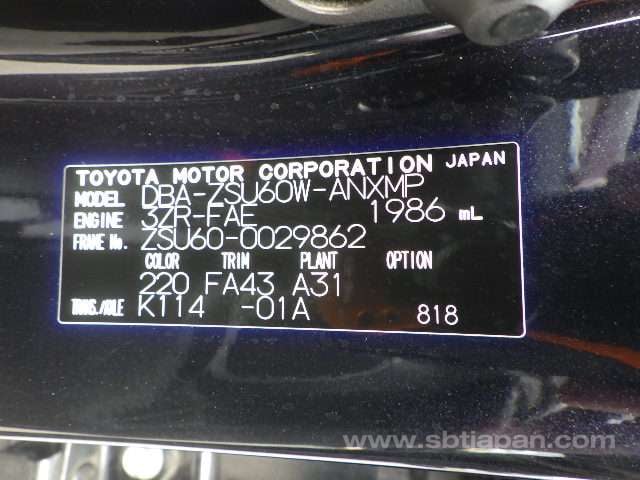 TOYOTA MOTOR CORPORATION JAPAN
MODEL DBA-ZSU60W-ANXMP
ENGINE 3ZR-FAE 1986 mL
FRAME No. ZSU60-0029862
COLOR TRIM PLANT OPTION
220 FA43 A31
TRANS./AXLE K114 -01A 818
www.sbtjapan.com